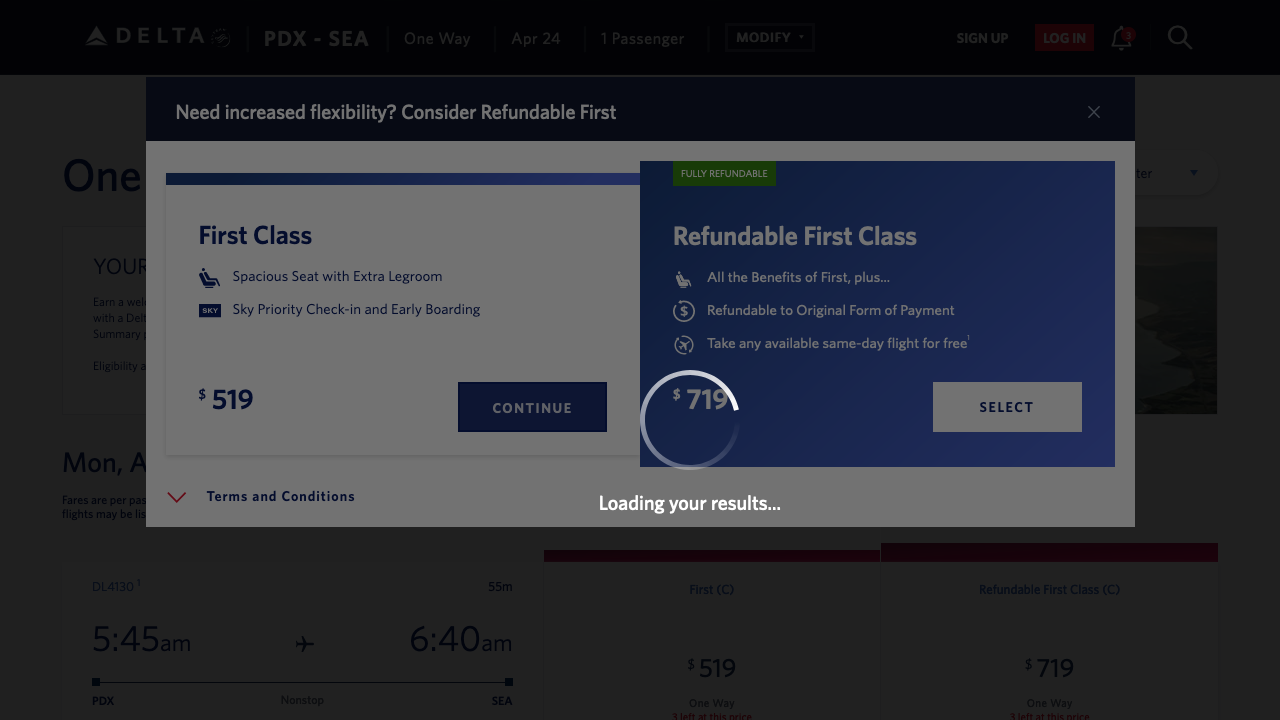 DELTA PDX - SEA One Way Apr 24 1 Passenger MODIFY SIGN UP LOG IN 3
Need increased flexibility? Consider Refundable First
One
ter
FULLY REFUNDABLE
First Class
Spacious Seat with Extra Legroom
SKY Sky Priority Check-in and Early Boarding
$519
CONTINUE
Refundable First Class
All the Benefits of First, plus...
Refundable to Original Form of Payment
Take any available same-day flight for free¹
$719
SELECT
YOUR
Earn a wel
with a Delt
Summary p
Eligibility a
Terms and Conditions
Loading your results...
Mon, A
Fares are per pas
flights may be lis
DL4130 ¹ 55m
5:45am 6:40am
PDX Nonstop SEA
First (C)
$519
One Way
3 left at this price
Refundable First Class (C)
$719
One Way
3 left at this price